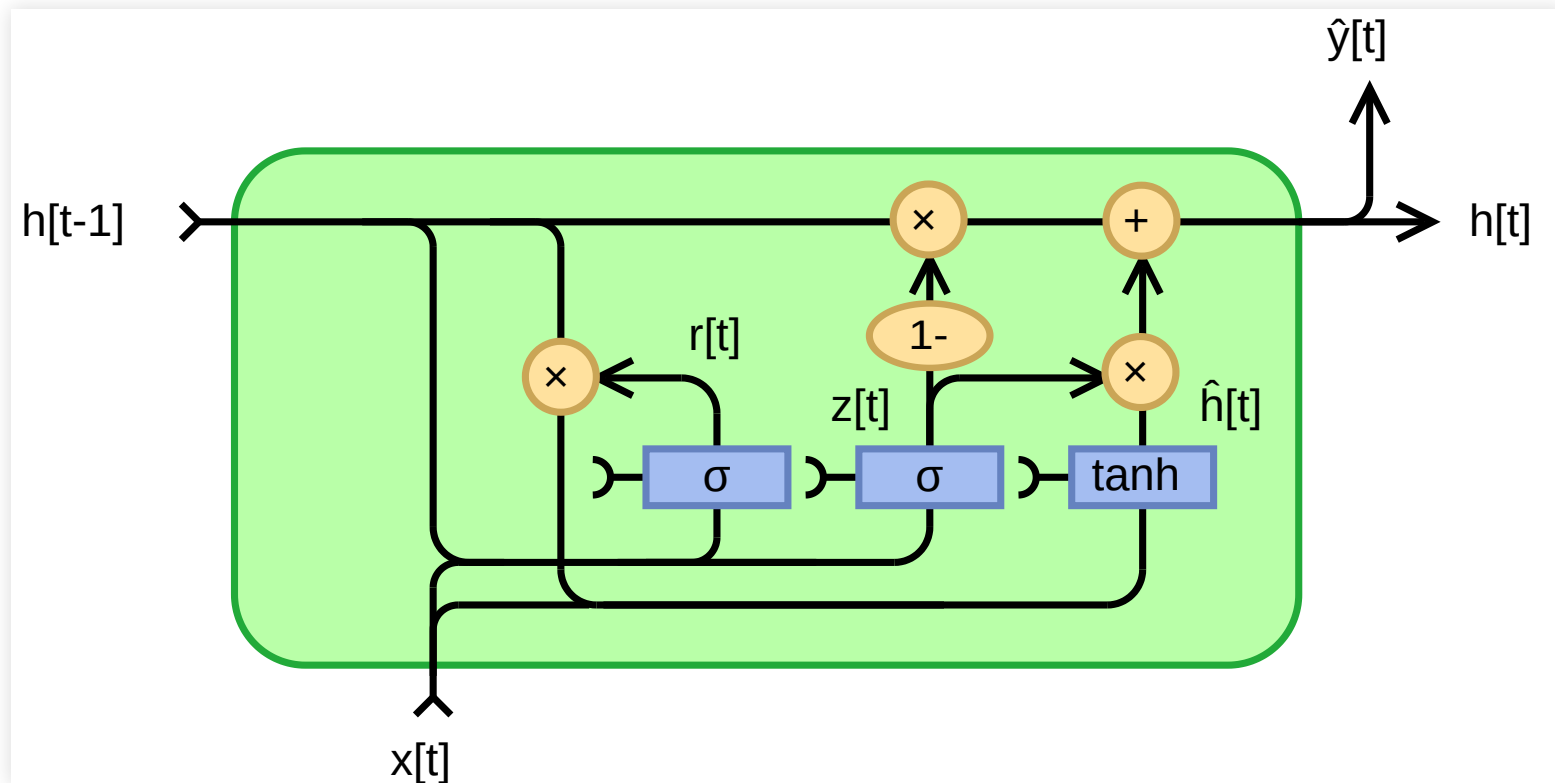 ŷ[t]
h[t-1]
×
+
h[t]
r[t]
1-
×
×
z[t]
ĥ[t]
σ
σ
tanh
x[t]